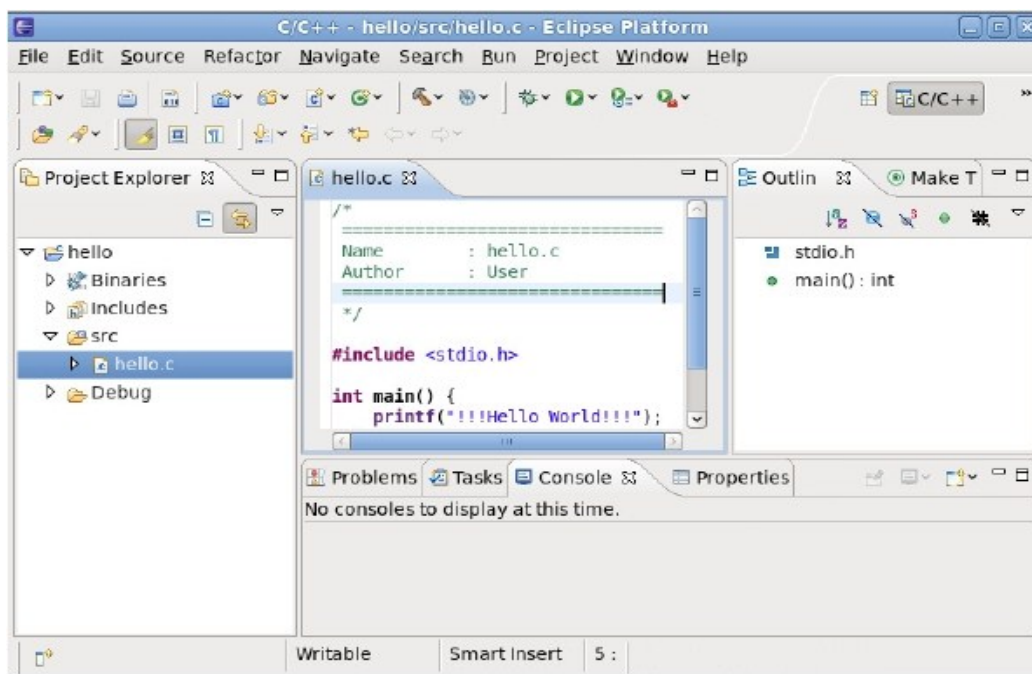 C/C++ - hello/src/hello.c - Eclipse Platform
File Edit Source Refactor Navigate Search Run Project Window Help
C/C++ »
Project Explorer
hello
Binaries
Includes
src
hello.c
Debug
hello.c
/*
===============================
Name : hello.c
Author : User
===============================
*/
#include <stdio.h>
int main() {
printf("!!!Hello World!!!");
Outlin Make T
stdio.h
main() : int
Problems Tasks Console Properties
No consoles to display at this time.
Writable Smart Insert 5 :